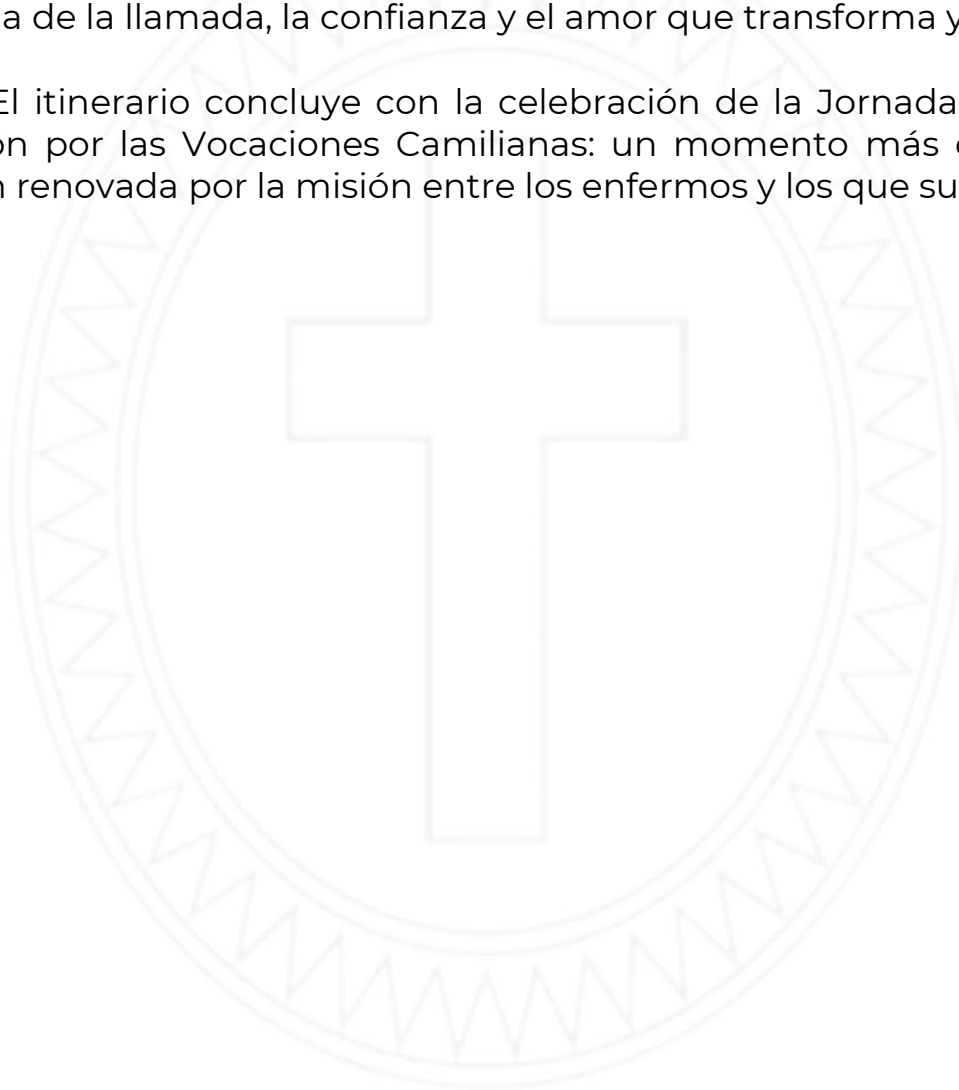 a de la llamada, la confianza y el amor que transforma y
El itinerario concluye con la celebración de la Jornada
ón por las Vocaciones Camilianas: un momento más
renovada por la misión entre los enfermos y los que su